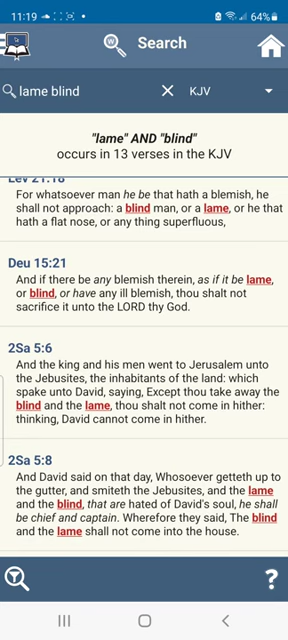 11:19
64%
W
Search
lame blind
KJV
"lame" AND "blind"
occurs in 13 verses in the KJV
Lev 21:18
For whatsoever man he be that hath a blemish, he
shall not approach: a blind man, or a lame, or he that
hath a flat nose, or any thing superfluous,
Deu 15:21
And if there be any blemish therein, as if it be lame,
or blind, or have any ill blemish, thou shalt not
sacrifice it unto the LORD thy God.
2Sa 5:6
And the king and his men went to Jerusalem unto
the Jebusites, the inhabitants of the land: which
spake unto David, saying, Except thou take away the
blind and the lame, thou shalt not come in hither:
thinking, David cannot come in hither.
2Sa 5:8
And David said on that day, Whosoever getteth up to
the gutter, and smiteth the Jebusites, and the lame
and the blind, that are hated of David's soul, he shall
be chief and captain. Wherefore they said, The blind
and the lame shall not come into the house.
?